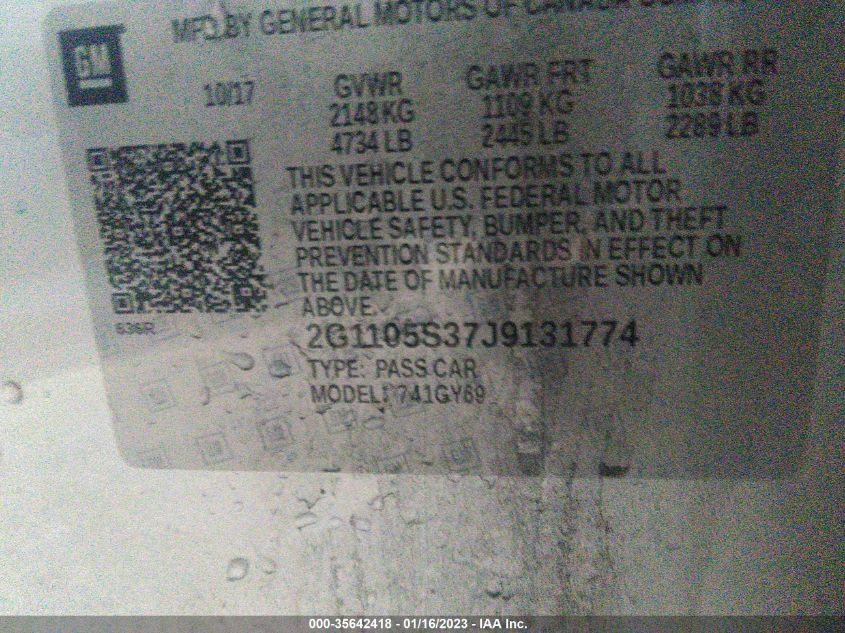 MFD BY GENERAL MOTORS OF CANADA
GM
10/17
GVWR
2148 KG
4734 LB
GAWR FRT
1109 KG
2445 LB
GAWR RR
1038 KG
2289 LB
THIS VEHICLE CONFORMS TO ALL
APPLICABLE U.S. FEDERAL MOTOR
VEHICLE SAFETY, BUMPER, AND THEFT
PREVENTION STANDARDS IN EFFECT ON
THE DATE OF MANUFACTURE SHOWN
ABOVE.
636R
2G1105S37J9131774
TYPE: PASS CAR
MODEL: 741GY69
000-35642418 - 01/16/2023 - IAA Inc.